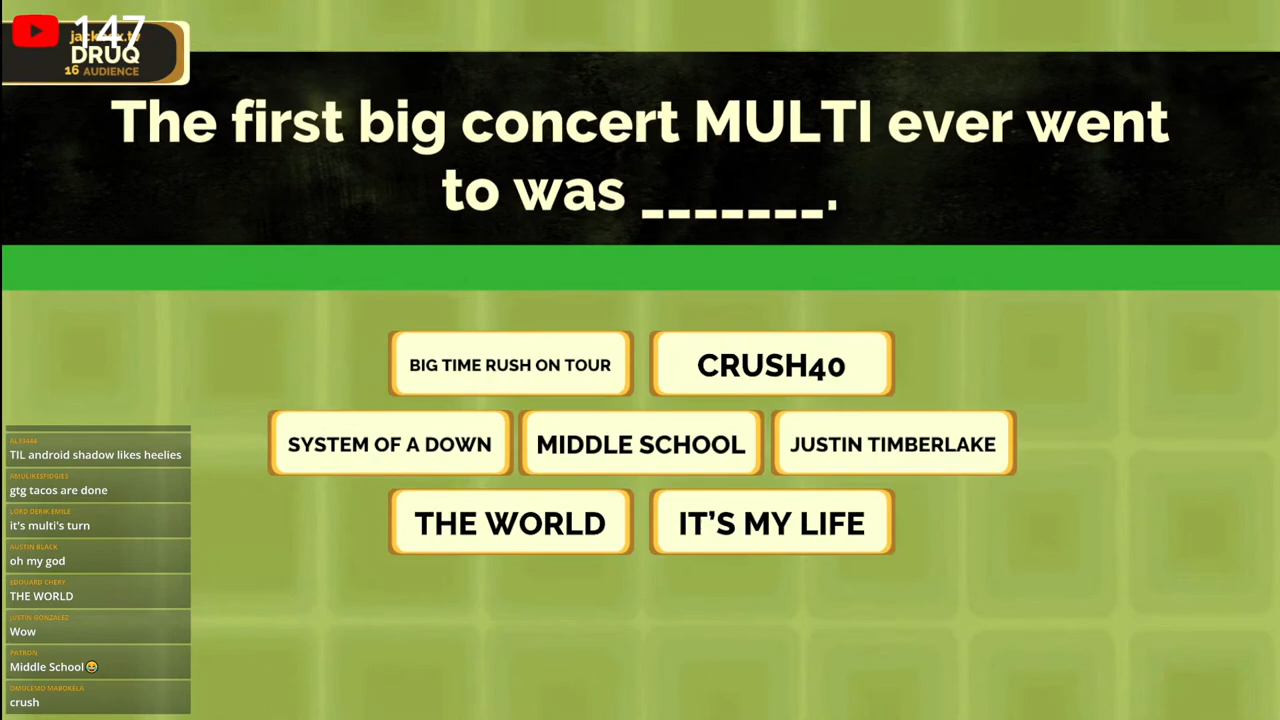 147
DRUQ
16 AUDIENCE
The first big concert MULTI ever went
to was _______.
BIG TIME RUSH ON TOUR
CRUSH40
SYSTEM OF A DOWN
MIDDLE SCHOOL
JUSTIN TIMBERLAKE
THE WORLD
IT'S MY LIFE
TIL android shadow likes heelies
AMULIKESFIDGIES
gtg tacos are done
LORD DERIK EMILE
it's multi's turn
AUSTIN BLACK
oh my god
EDOUARD CHERY
THE WORLD
JUSTIN GONZALEZ
Wow
PATRON
Middle School😆
OMOCEMO MABOKELA
crush